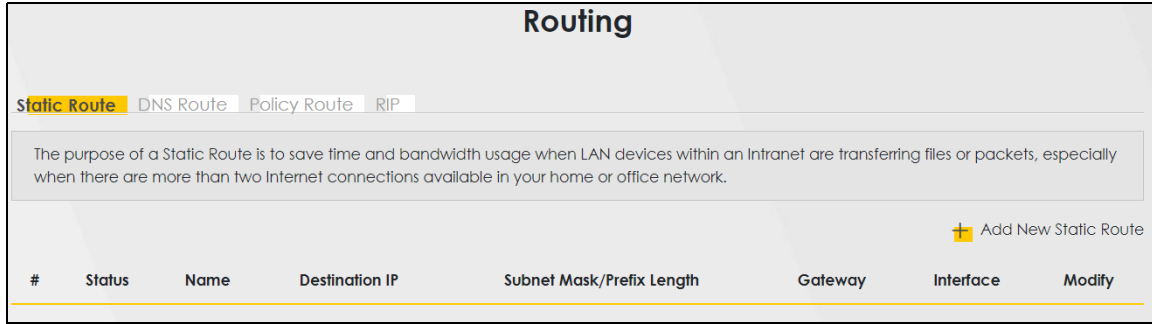 Routing
Static Route DNS Route Policy Route RIP
The purpose of a Static Route is to save time and bandwidth usage when LAN devices within an Intranet are transferring files or packets, especially
when there are more than two Internet connections available in your home or office network.
+ Add New Static Route
# Status Name Destination IP Subnet Mask/Prefix Length Gateway Interface Modify